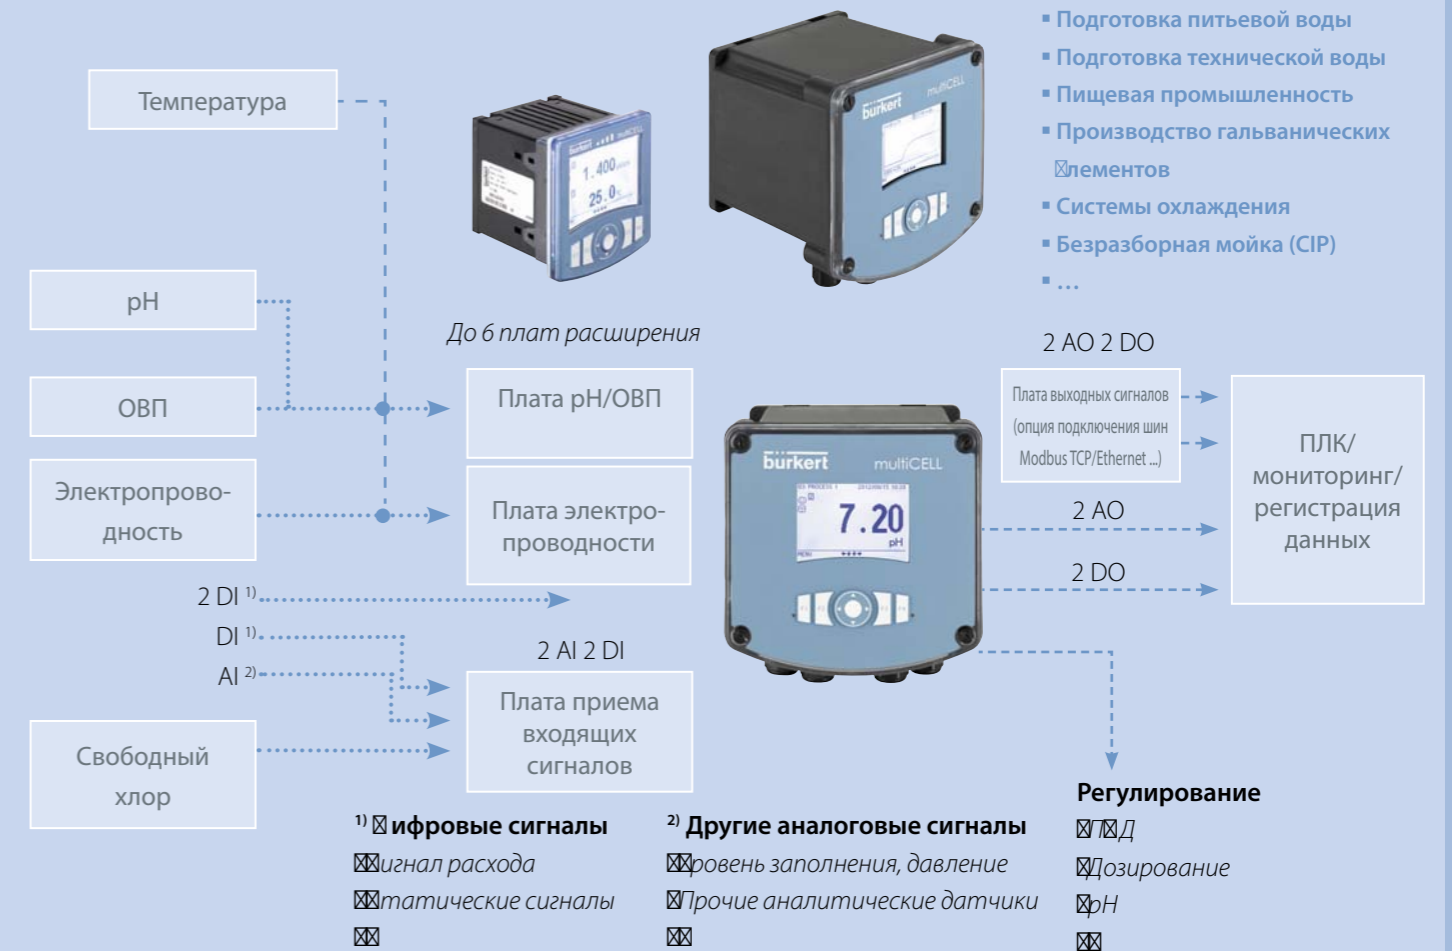 Подготовка питьевой воды
Подготовка технической воды
Пищевая промышленность
Производство гальванических
лементов
Системы охлаждения
Безразборная мойка (CIP)
…
Температура
pH
ОВП
Электропрово-
дность
2 DI 1)
DI 1)
AI 2)
Свободный
хлор
bürkert multiCELL
1.400
25.0
bürkert multiCELL
До 6 плат расширения
Плата pH/ОВП
Плата электро-
проводности
2 AI 2 DI
Плата приема
входящих
сигналов
bürkert multiCELL
7.20
pH
MENU
2 AO 2 DO
Плата выходных сигналов
(опция подключения шин
Modbus TCP/Ethernet ...)
2 AO
2 DO
ПЛК/
мониторинг/
регистрация
данных
1) ифровые сигналы
игнал расхода
татические сигналы
2) Другие аналоговые сигналы
ровень заполнения, давление
Прочие аналитические датчики
Регулирование
П Д
Дозирование
pH